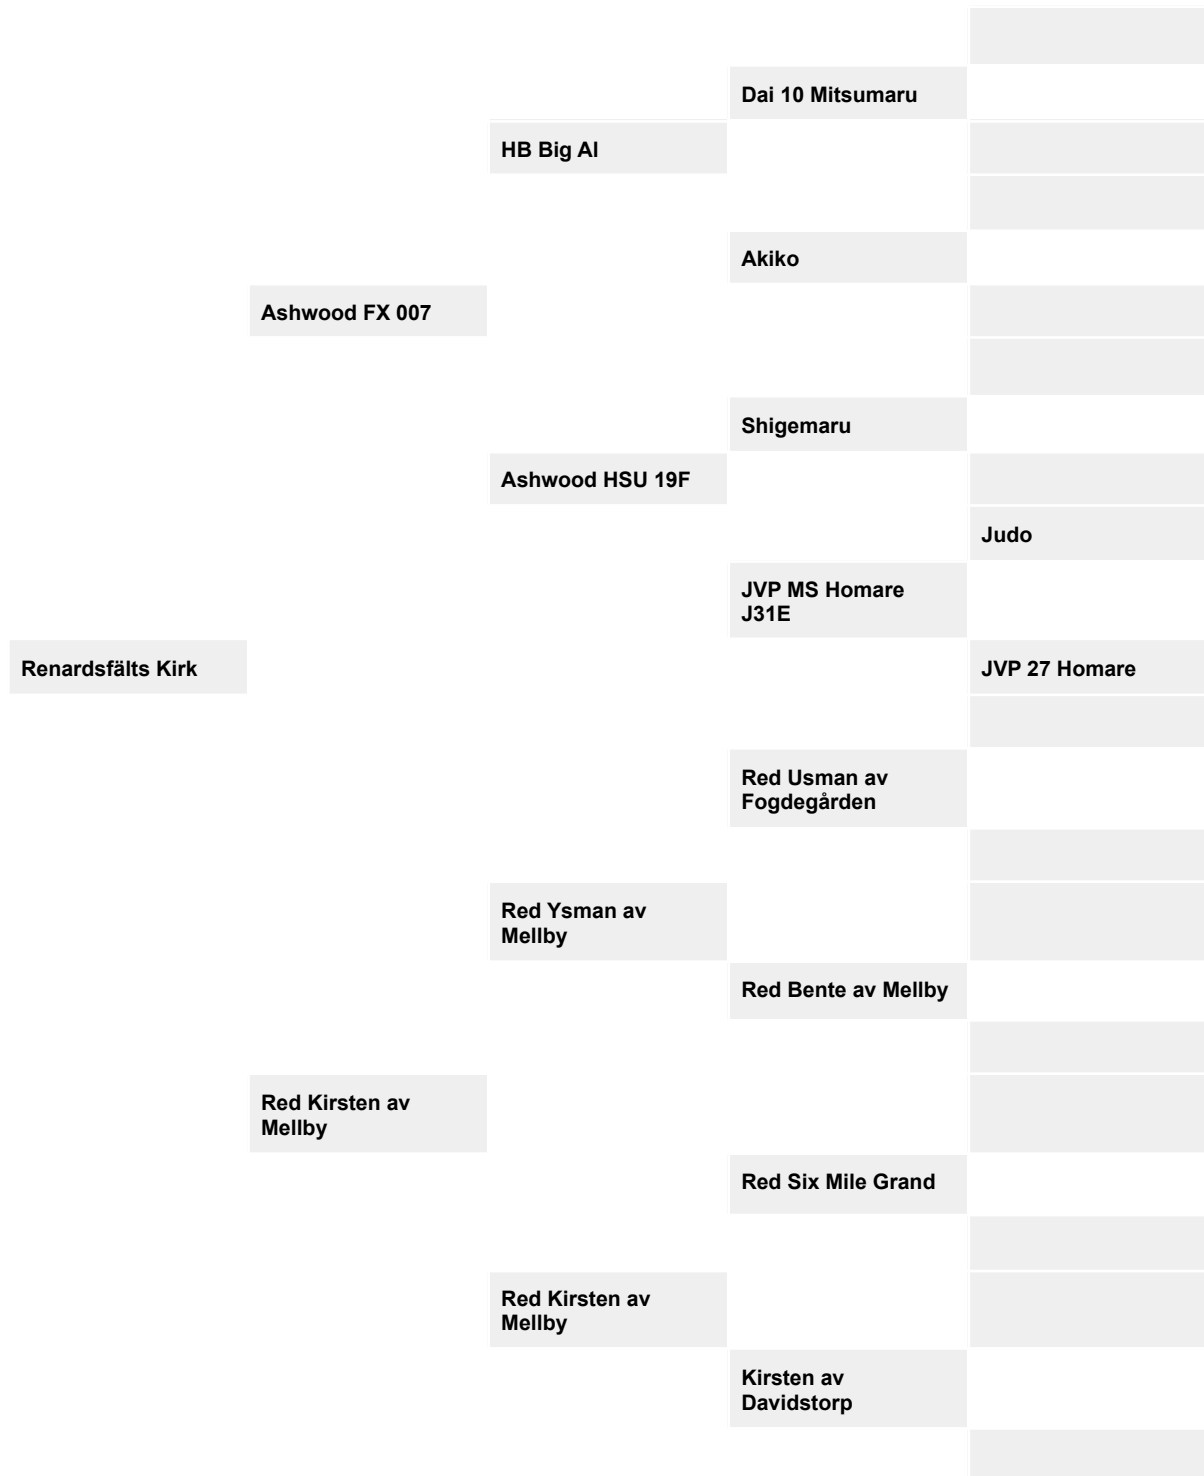 Dai 10 Mitsumaru
HB Big Al
Akiko
Ashwood FX 007
Shigemaru
Ashwood HSU 19F
Judo
JVP MS Homare
J31E
Renardsfälts Kirk
JVP 27 Homare
Red Usman av
Fogdegården
Red Ysman av
Mellby
Red Bente av Mellby
Red Kirsten av
Mellby
Red Six Mile Grand
Red Kirsten av
Mellby
Kirsten av
Davidstorp